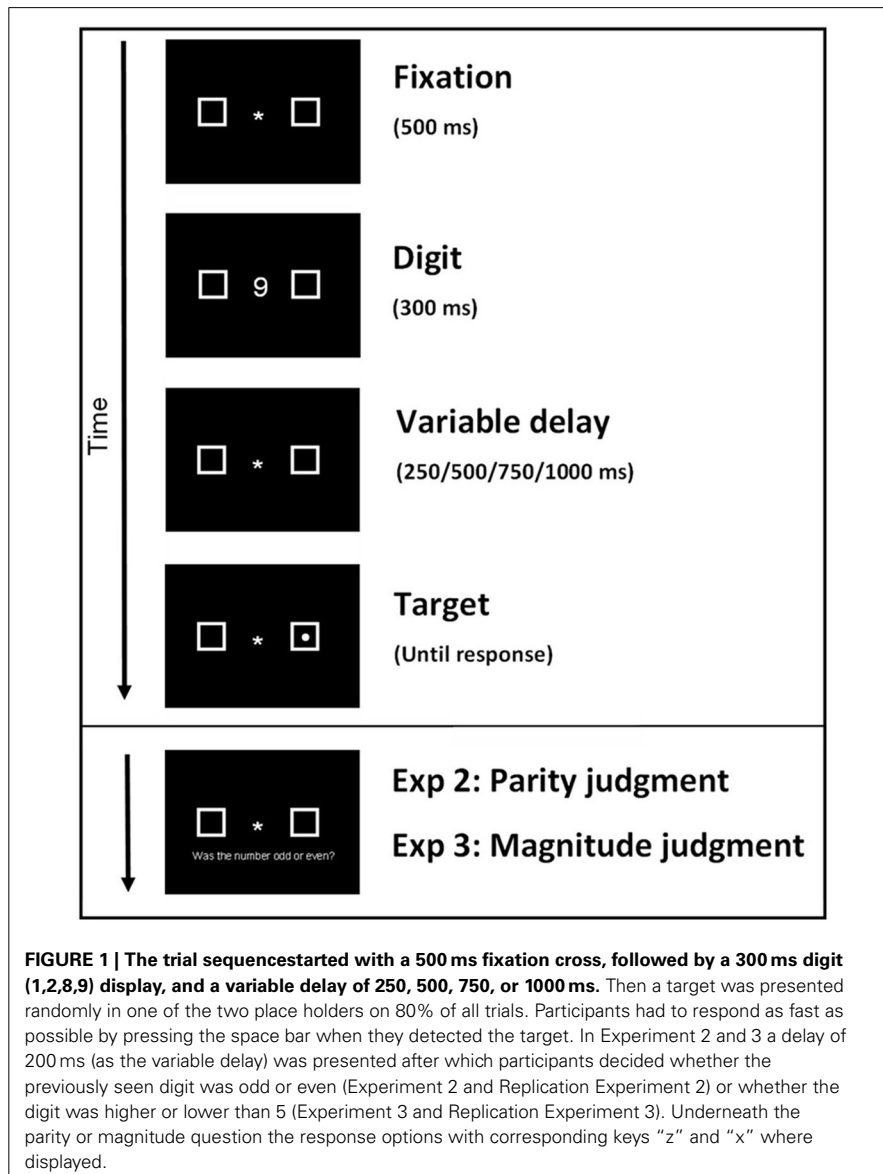 Time
*
Fixation
(500 ms)
9
Digit
(300 ms)
*
Variable delay
(250/500/750/1000 ms)
*
Target
(Until response)
*
Was the number odd or even?
Exp 2: Parity judgment
Exp 3: Magnitude judgment
FIGURE 1 | The trial sequencestarted with a 500 ms fixation cross, followed by a 300 ms digit
(1,2,8,9) display, and a variable delay of 250, 500, 750, or 1000 ms. Then a target was presented
randomly in one of the two place holders on 80% of all trials. Participants had to respond as fast as
possible by pressing the space bar when they detected the target. In Experiment 2 and 3 a delay of
200 ms (as the variable delay) was presented after which participants decided whether the
previously seen digit was odd or even (Experiment 2 and Replication Experiment 2) or whether the
digit was higher or lower than 5 (Experiment 3 and Replication Experiment 3). Underneath the
parity or magnitude question the response options with corresponding keys “z” and “x” where
displayed.